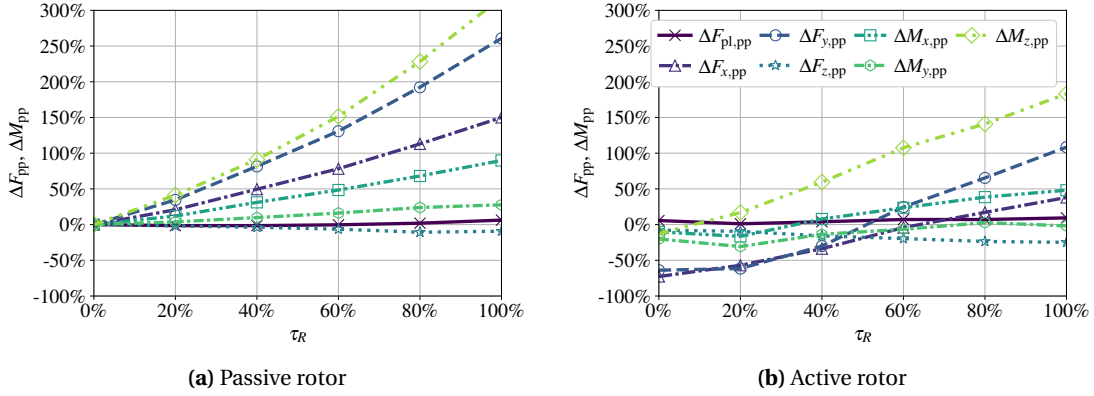 300%
250%
200%
150%
100%
50%
0%
-50%
-100%
ΔF_pp, ΔM_pp
0% 20% 40% 60% 80% 100%
τ_R
(a) Passive rotor
300%
250%
200%
150%
100%
50%
0%
-50%
-100%
ΔF_pp, ΔM_pp
ΔF_pl,pp ΔF_y,pp ΔM_x,pp ΔM_z,pp
ΔF_x,pp ΔF_z,pp ΔM_y,pp
0% 20% 40% 60% 80% 100%
τ_R
(b) Active rotor